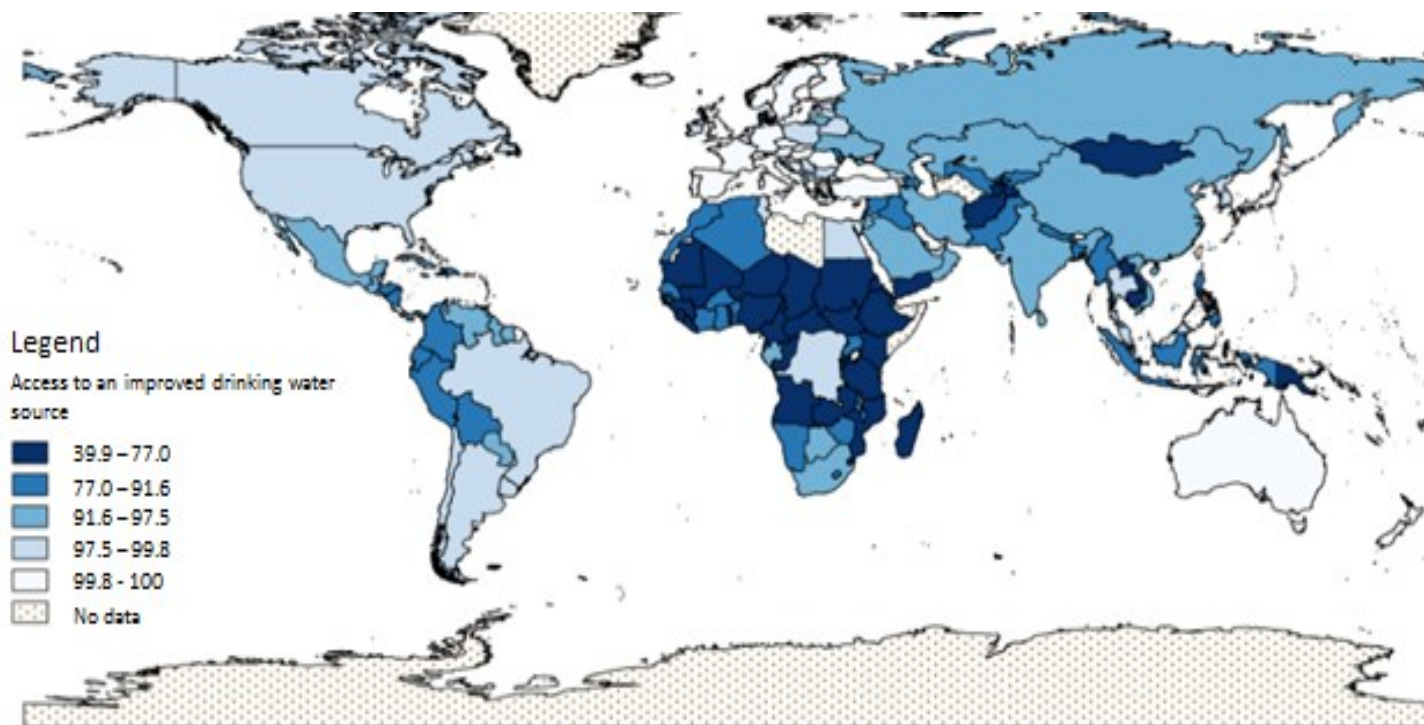 Legend
Access to an improved drinking water
source
39.9 – 77.0
77.0 – 91.6
91.6 – 97.5
97.5 – 99.8
99.8 - 100
No data